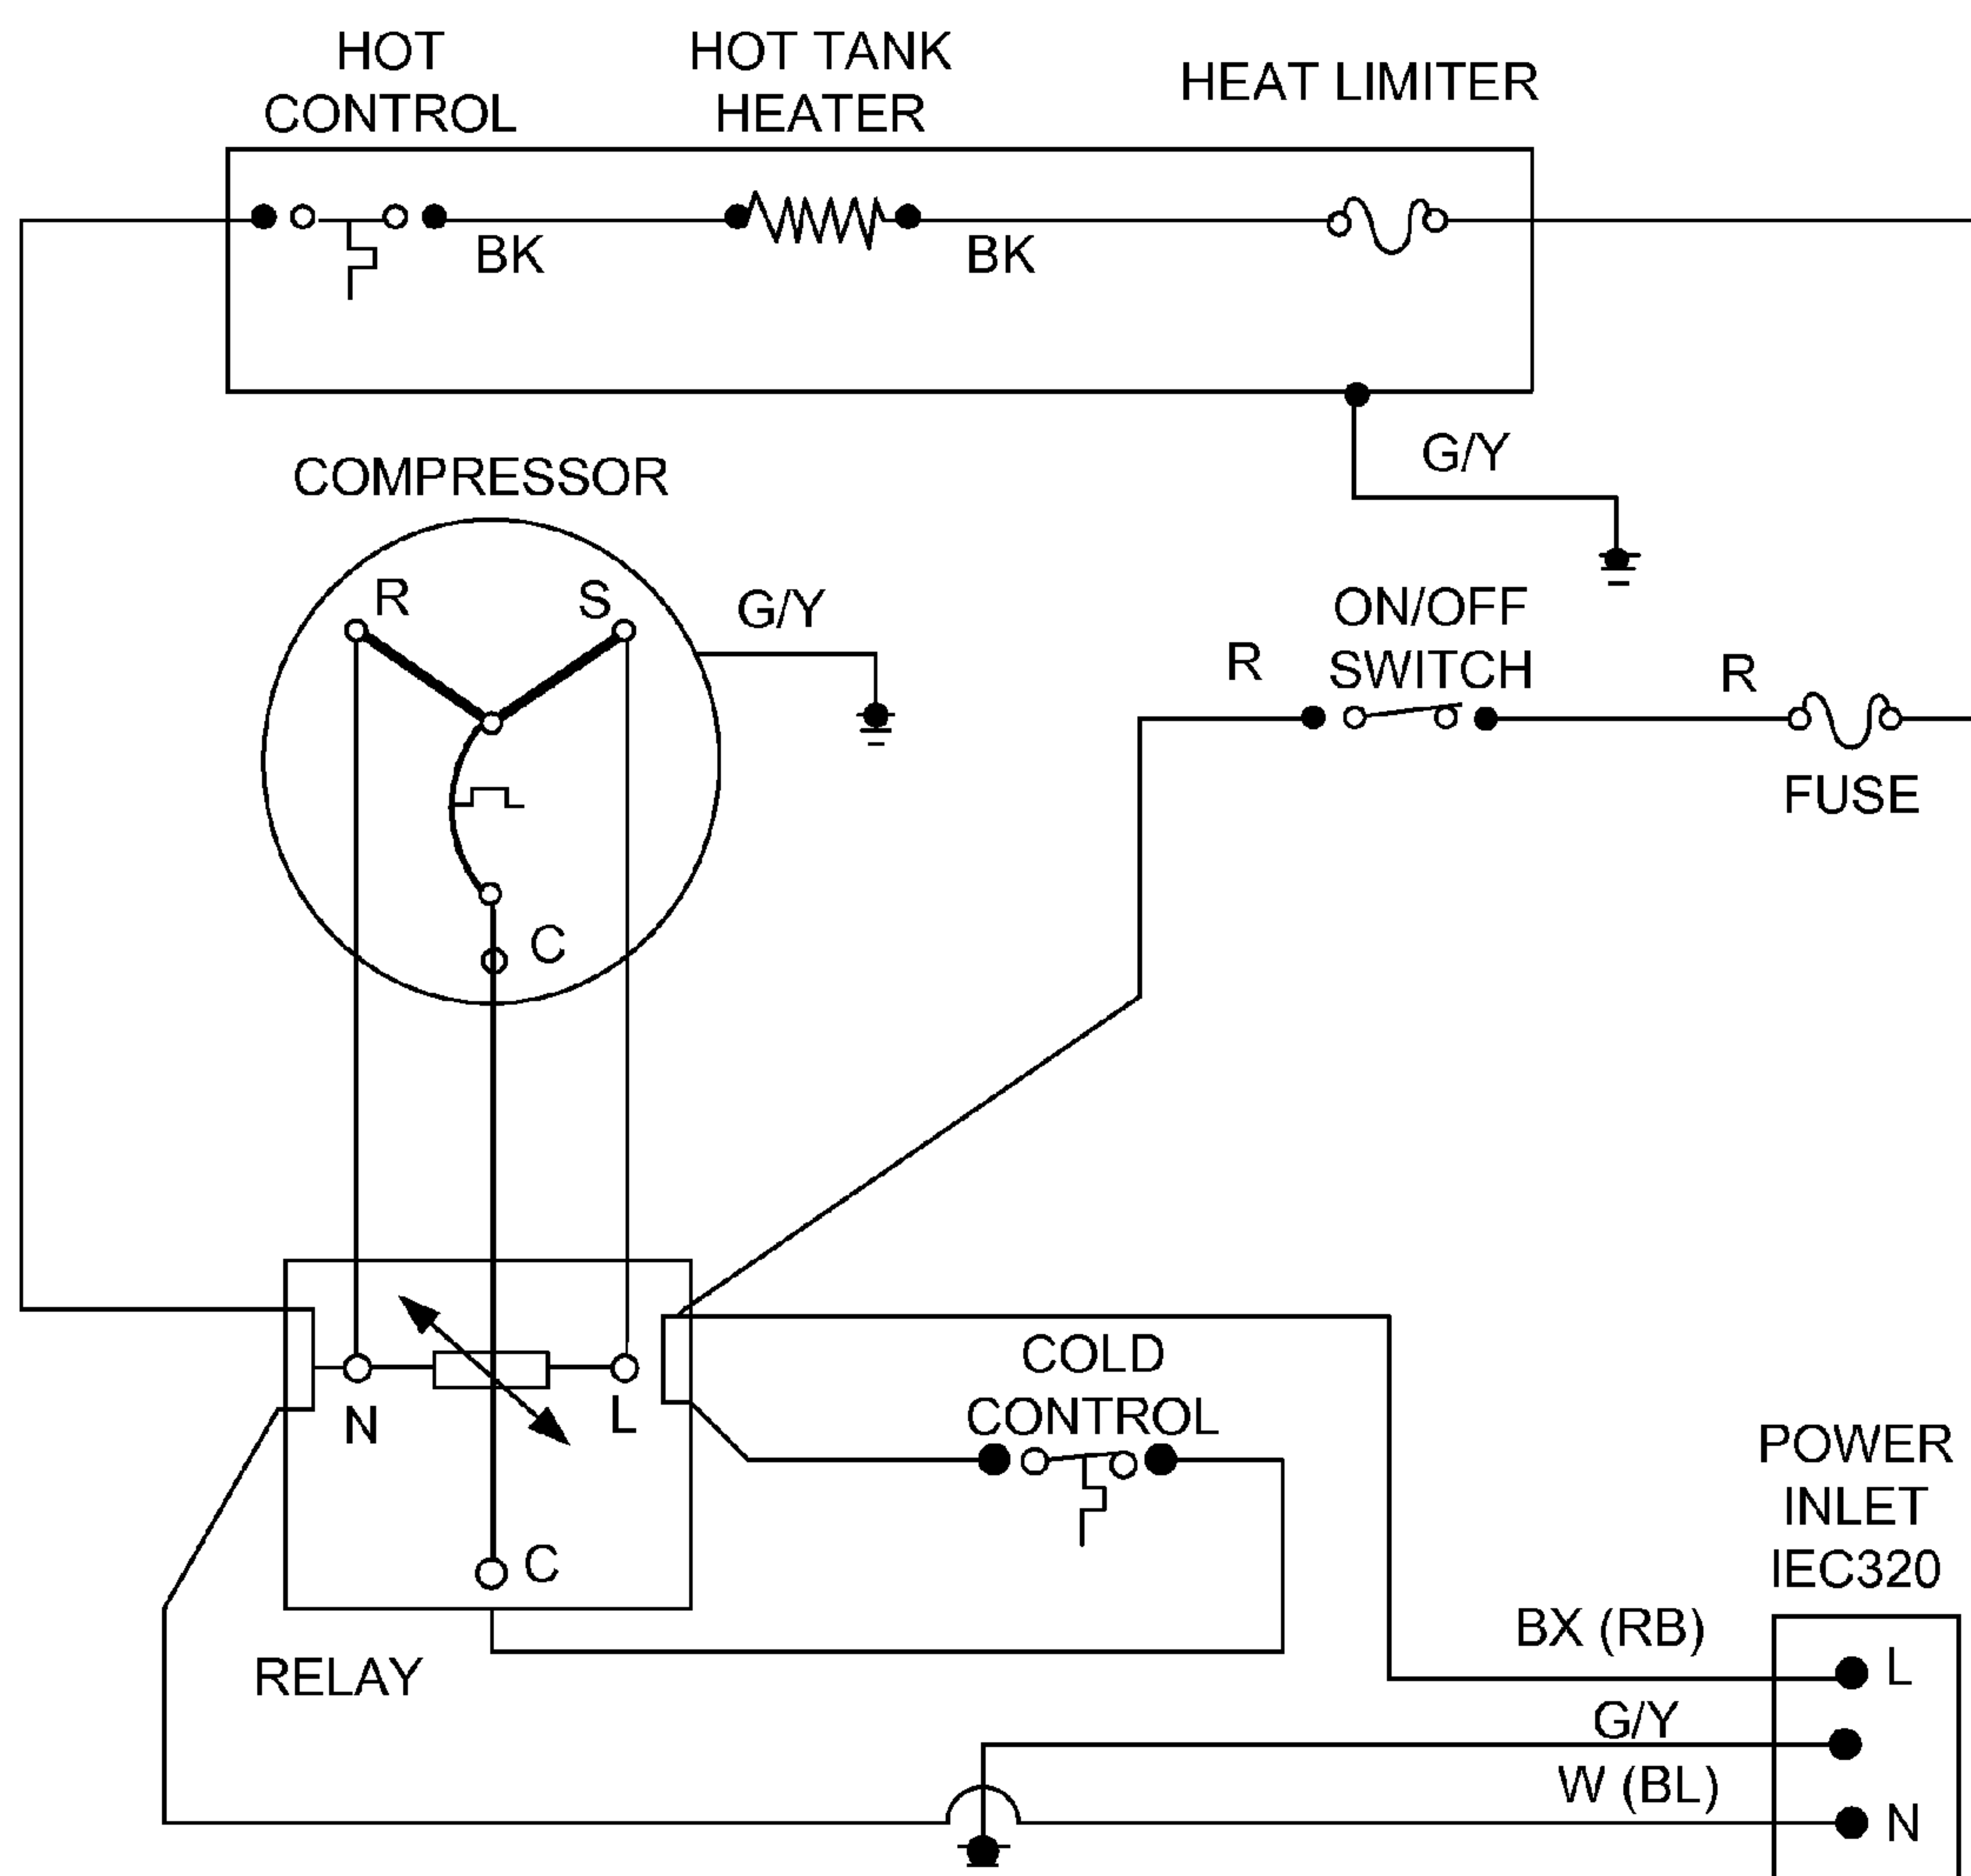 HOT
CONTROL
HOT TANK
HEATER
HEAT LIMITER
BK
BK
G/Y
COMPRESSOR
R
S
G/Y
R
ON/OFF
SWITCH
R
FUSE
C
N
L
C
RELAY
COLD
CONTROL
POWER
INLET
IEC320
BX (RB)
L
G/Y
W (BL)
N